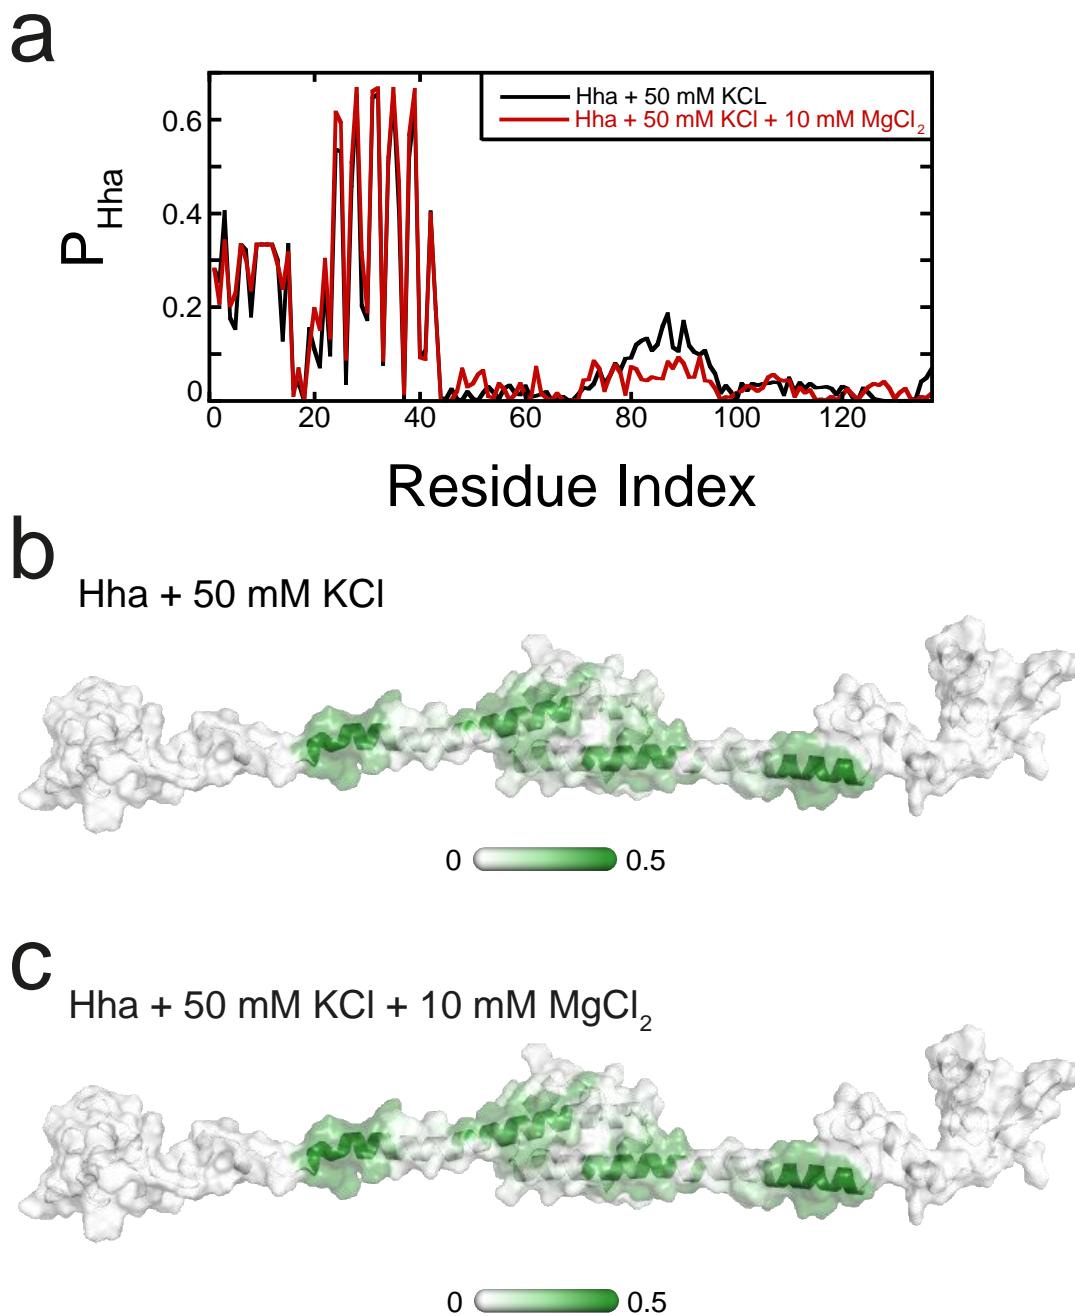 a
P_Hha
0.6
0.4
0.2
0
Hha + 50 mM KCL
Hha + 50 mM KCl + 10 mM MgCl₂
0 20 40 60 80 100 120
Residue Index
b
Hha + 50 mM KCl
0 0.5
c
Hha + 50 mM KCl + 10 mM MgCl₂
0 0.5